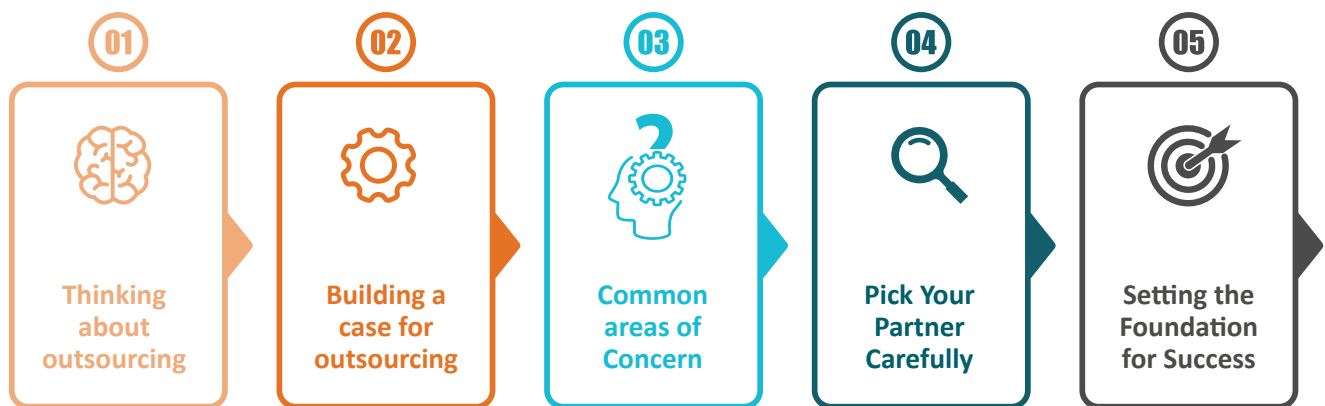 01
Thinking
about
outsourcing
02
Building a
case for
outsourcing
03
Common
areas of
Concern
04
Pick Your
Partner
Carefully
05
Setting the
Foundation
for Success